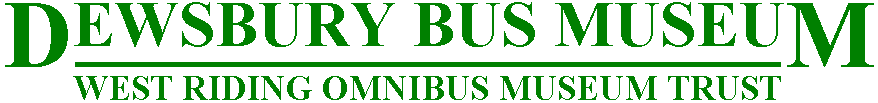 DEWSBURY BUS MUSEUM
WEST RIDING OMNIBUS MUSEUM TRUST